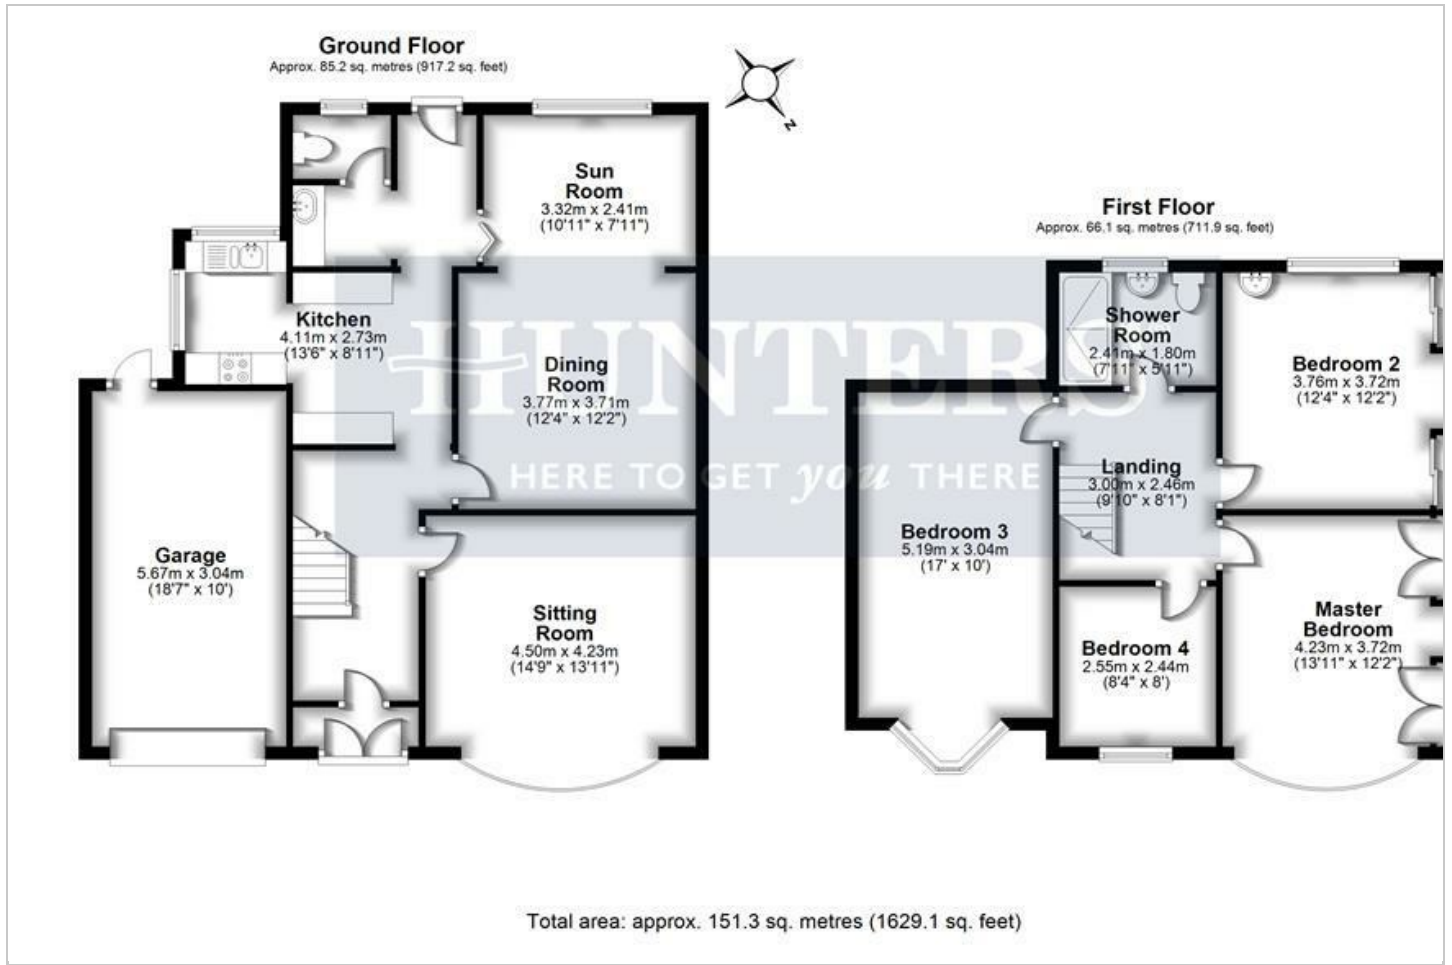 Ground Floor
Approx. 85.2 sq. metres (917.2 sq. feet)
Z
Sun
Room
3.32m x 2.41m
(10'11" x 7'11")
Kitchen
4.11m x 2.73m
(13'6" x 8'11")
Dining
Room
3.77m x 3.71m
(12'4" x 12'2")
Garage
5.67m x 3.04m
(18'7" x 10')
Sitting
Room
4.50m x 4.23m
(14'9" x 13'11")
First Floor
Approx. 66.1 sq. metres (711.9 sq. feet)
Shower
Room
2.41m x 1.80m
(7'11" x 5'11")
Bedroom 2
3.76m x 3.72m
(12'4" x 12'2")
Landing
3.00m x 2.46m
(9'10" x 8'1")
Bedroom 3
5.19m x 3.04m
(17' x 10')
Master
Bedroom
4.23m x 3.72m
(13'11" x 12'2")
Bedroom 4
2.55m x 2.44m
(8'4" x 8')
HUNTERS
HERE TO GET you THERE
Total area: approx. 151.3 sq. metres (1629.1 sq. feet)